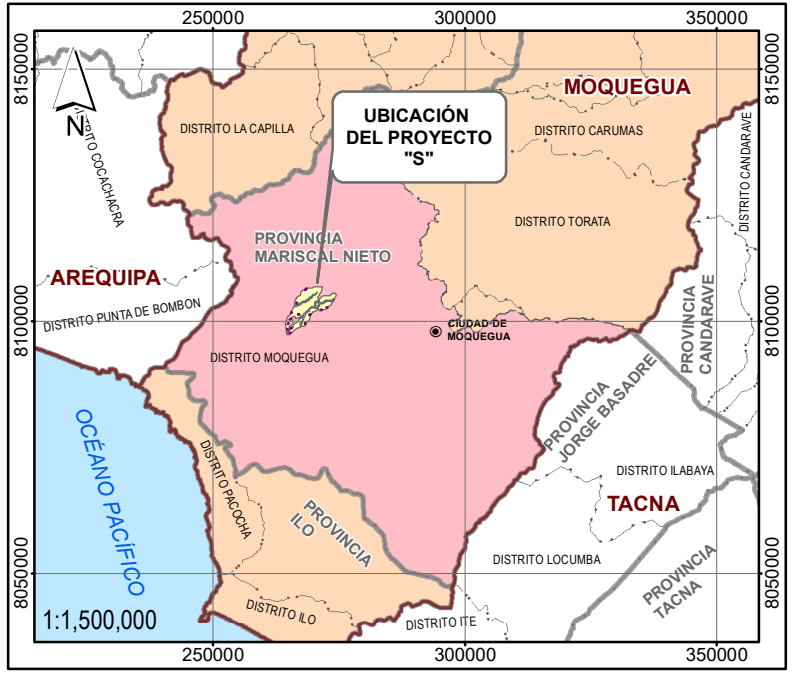 250000
300000
350000
8150000
8150000
MOQUEGUA
N
UBICACIÓN
DEL PROYECTO
"S"
DISTRITO LA CAPILLA
DISTRITO CARUMAS
DISTRITO COCACHACRA
DISTRITO CANDARAVE
DISTRITO TORATA
PROVINCIA
MARISCAL NIETO
AREQUIPA
DISTRITO PUNTA DE BOMBON
8100000
8100000
CIUDAD DE
MOQUEGUA
PROVINCIA
CANDARAVE
DISTRITO MOQUEGUA
PROVINCIA
JORGE BASADRE
OCÉANO PACÍFICO
DISTRITO PACOCHA
DISTRITO ILABAYA
TACNA
PROVINCIA
ILO
DISTRITO LOCUMBA
PROVINCIA
TACNA
8050000
8050000
1:1,500,000
DISTRITO ILO
DISTRITO ITE
250000
300000
350000